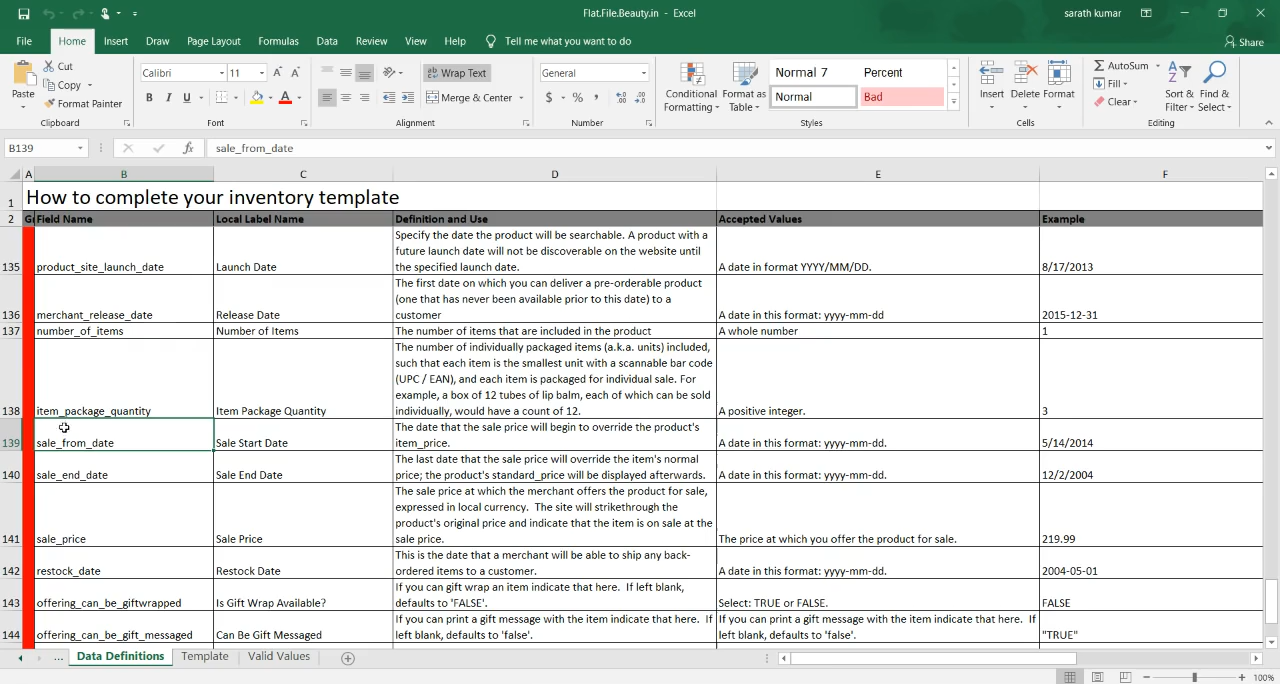 Flat.File.Beauty.in - Excel
sarath kumar
File Home Insert Draw Page Layout Formulas Data Review View Help Tell me what you want to do
Share
Paste
Cut
Copy
Format Painter
Clipboard
Calibri 11
B I U
Font
Wrap Text
Merge & Center
Alignment
General
$ % ,
Number
Conditional Formatting
Format as Table
Normal 7 Percent
Normal Bad
Styles
Insert Delete Format
Cells
AutoSum
Fill
Clear
Sort & Filter
Find & Select
Editing
B139 fx sale_from_date
A B C D E F
1 How to complete your inventory template
2 Field Name Local Label Name Definition and Use Accepted Values Example
Specify the date the product will be searchable. A product with a
future launch date will not be discoverable on the website until
135 product_site_launch_date Launch Date the specified launch date. A date in format YYYY/MM/DD. 8/17/2013
The first date on which you can deliver a pre-orderable product
(one that has never been available prior to this date) to a
136 merchant_release_date Release Date customer A date in this format: yyyy-mm-dd 2015-12-31
137 number_of_items Number of Items The number of items that are included in the product A whole number 1
The number of individually packaged items (a.k.a. units) included,
such that each item is the smallest unit with a scannable bar code
(UPC / EAN), and each item is packaged for individual sale. For
example, a box of 12 tubes of lip balm, each of which can be sold
138 item_package_quantity Item Package Quantity individually, would have a count of 12. A positive integer. 3
The date that the sale price will begin to override the product's
139 sale_from_date Sale Start Date item_price. A date in this format: yyyy-mm-dd. 5/14/2014
The last date that the sale price will override the item's normal
140 sale_end_date Sale End Date price; the product's standard_price will be displayed afterwards. A date in this format: yyyy-mm-dd. 12/2/2004
The sale price at which the merchant offers the product for sale,
expressed in local currency. The site will strikethrough the
product's original price and indicate that the item is on sale at the
141 sale_price Sale Price sale price. The price at which you offer the product for sale. 219.99
This is the date that a merchant will be able to ship any back-
142 restock_date Restock Date ordered items to a customer. A date in this format: yyyy-mm-dd. 2004-05-01
If you can gift wrap an item indicate that here. If left blank,
143 offering_can_be_giftwrapped Is Gift Wrap Available? defaults to 'FALSE'. Select: TRUE or FALSE. FALSE
If you can print a gift message with the item indicate that here. If If you can print a gift message with the item indicate that here. If
144 offering_can_be_gift_messaged Can Be Gift Messaged left blank, defaults to 'false'. left blank, defaults to 'false'. "TRUE"
... Data Definitions Template Valid Values
100%